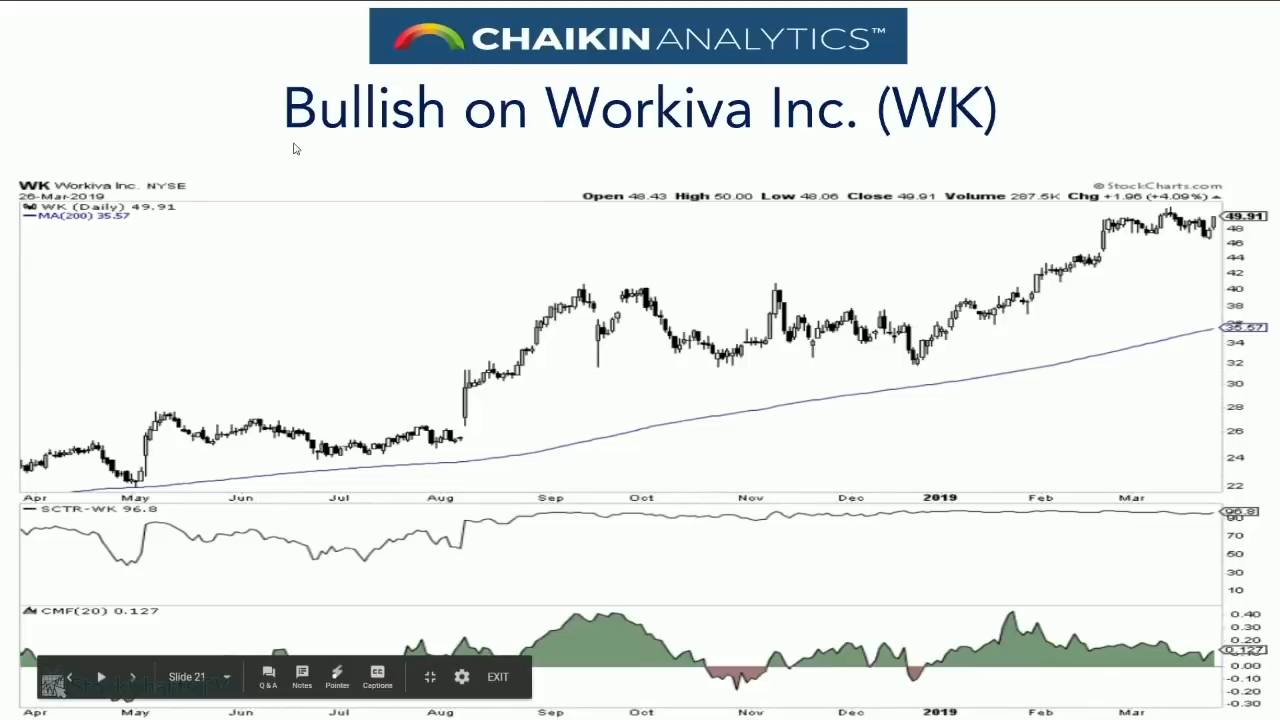 CHAIKIN ANALYTICS™
Bullish on Workiva Inc. (WK)
WK Workiva Inc. NYSE
© StockCharts.com
26-Mar-2019
Open 48.43 High 50.00 Low 48.06 Close 49.91 Volume 287.5K Chg +1.96 (+4.09%)
WK (Daily) 49.91
MA(200) 35.57
49.91
48
46
44
42
40
38
35.57
34
32
30
28
26
24
22
Apr May Jun Jul Aug Sep Oct Nov Dec 2019 Feb Mar
SCTR-WK 96.8
96.8
90
70
50
30
10
CMF(20) 0.127
0.40
0.30
0.20
0.127
0.00
-0.10
-0.20
-0.30
Slide 21
Q & A Notes Pointer Captions
EXIT
May Jun Jul Aug Sep Oct Nov Dec 2019 Feb Mar